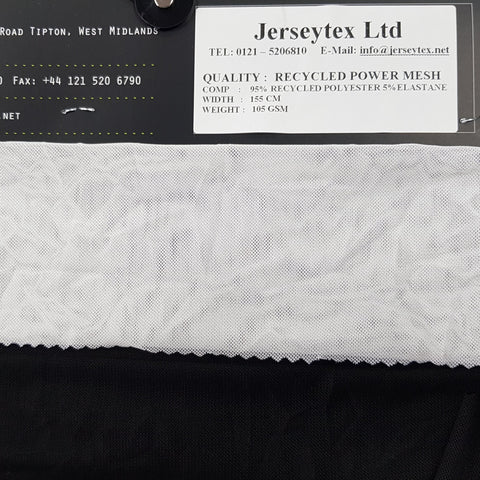 Road Tipton, West Midlands
0 Fax: +44 121 520 6790
.net
Jerseytex Ltd
TEL: 0121 – 5206810 E-Mail: info@jerseytex.net
QUALITY : RECYCLED POWER MESH
COMP : 95% RECYCLED POLYESTER 5% ELASTANE
WIDTH : 155 CM
WEIGHT : 105 GSM